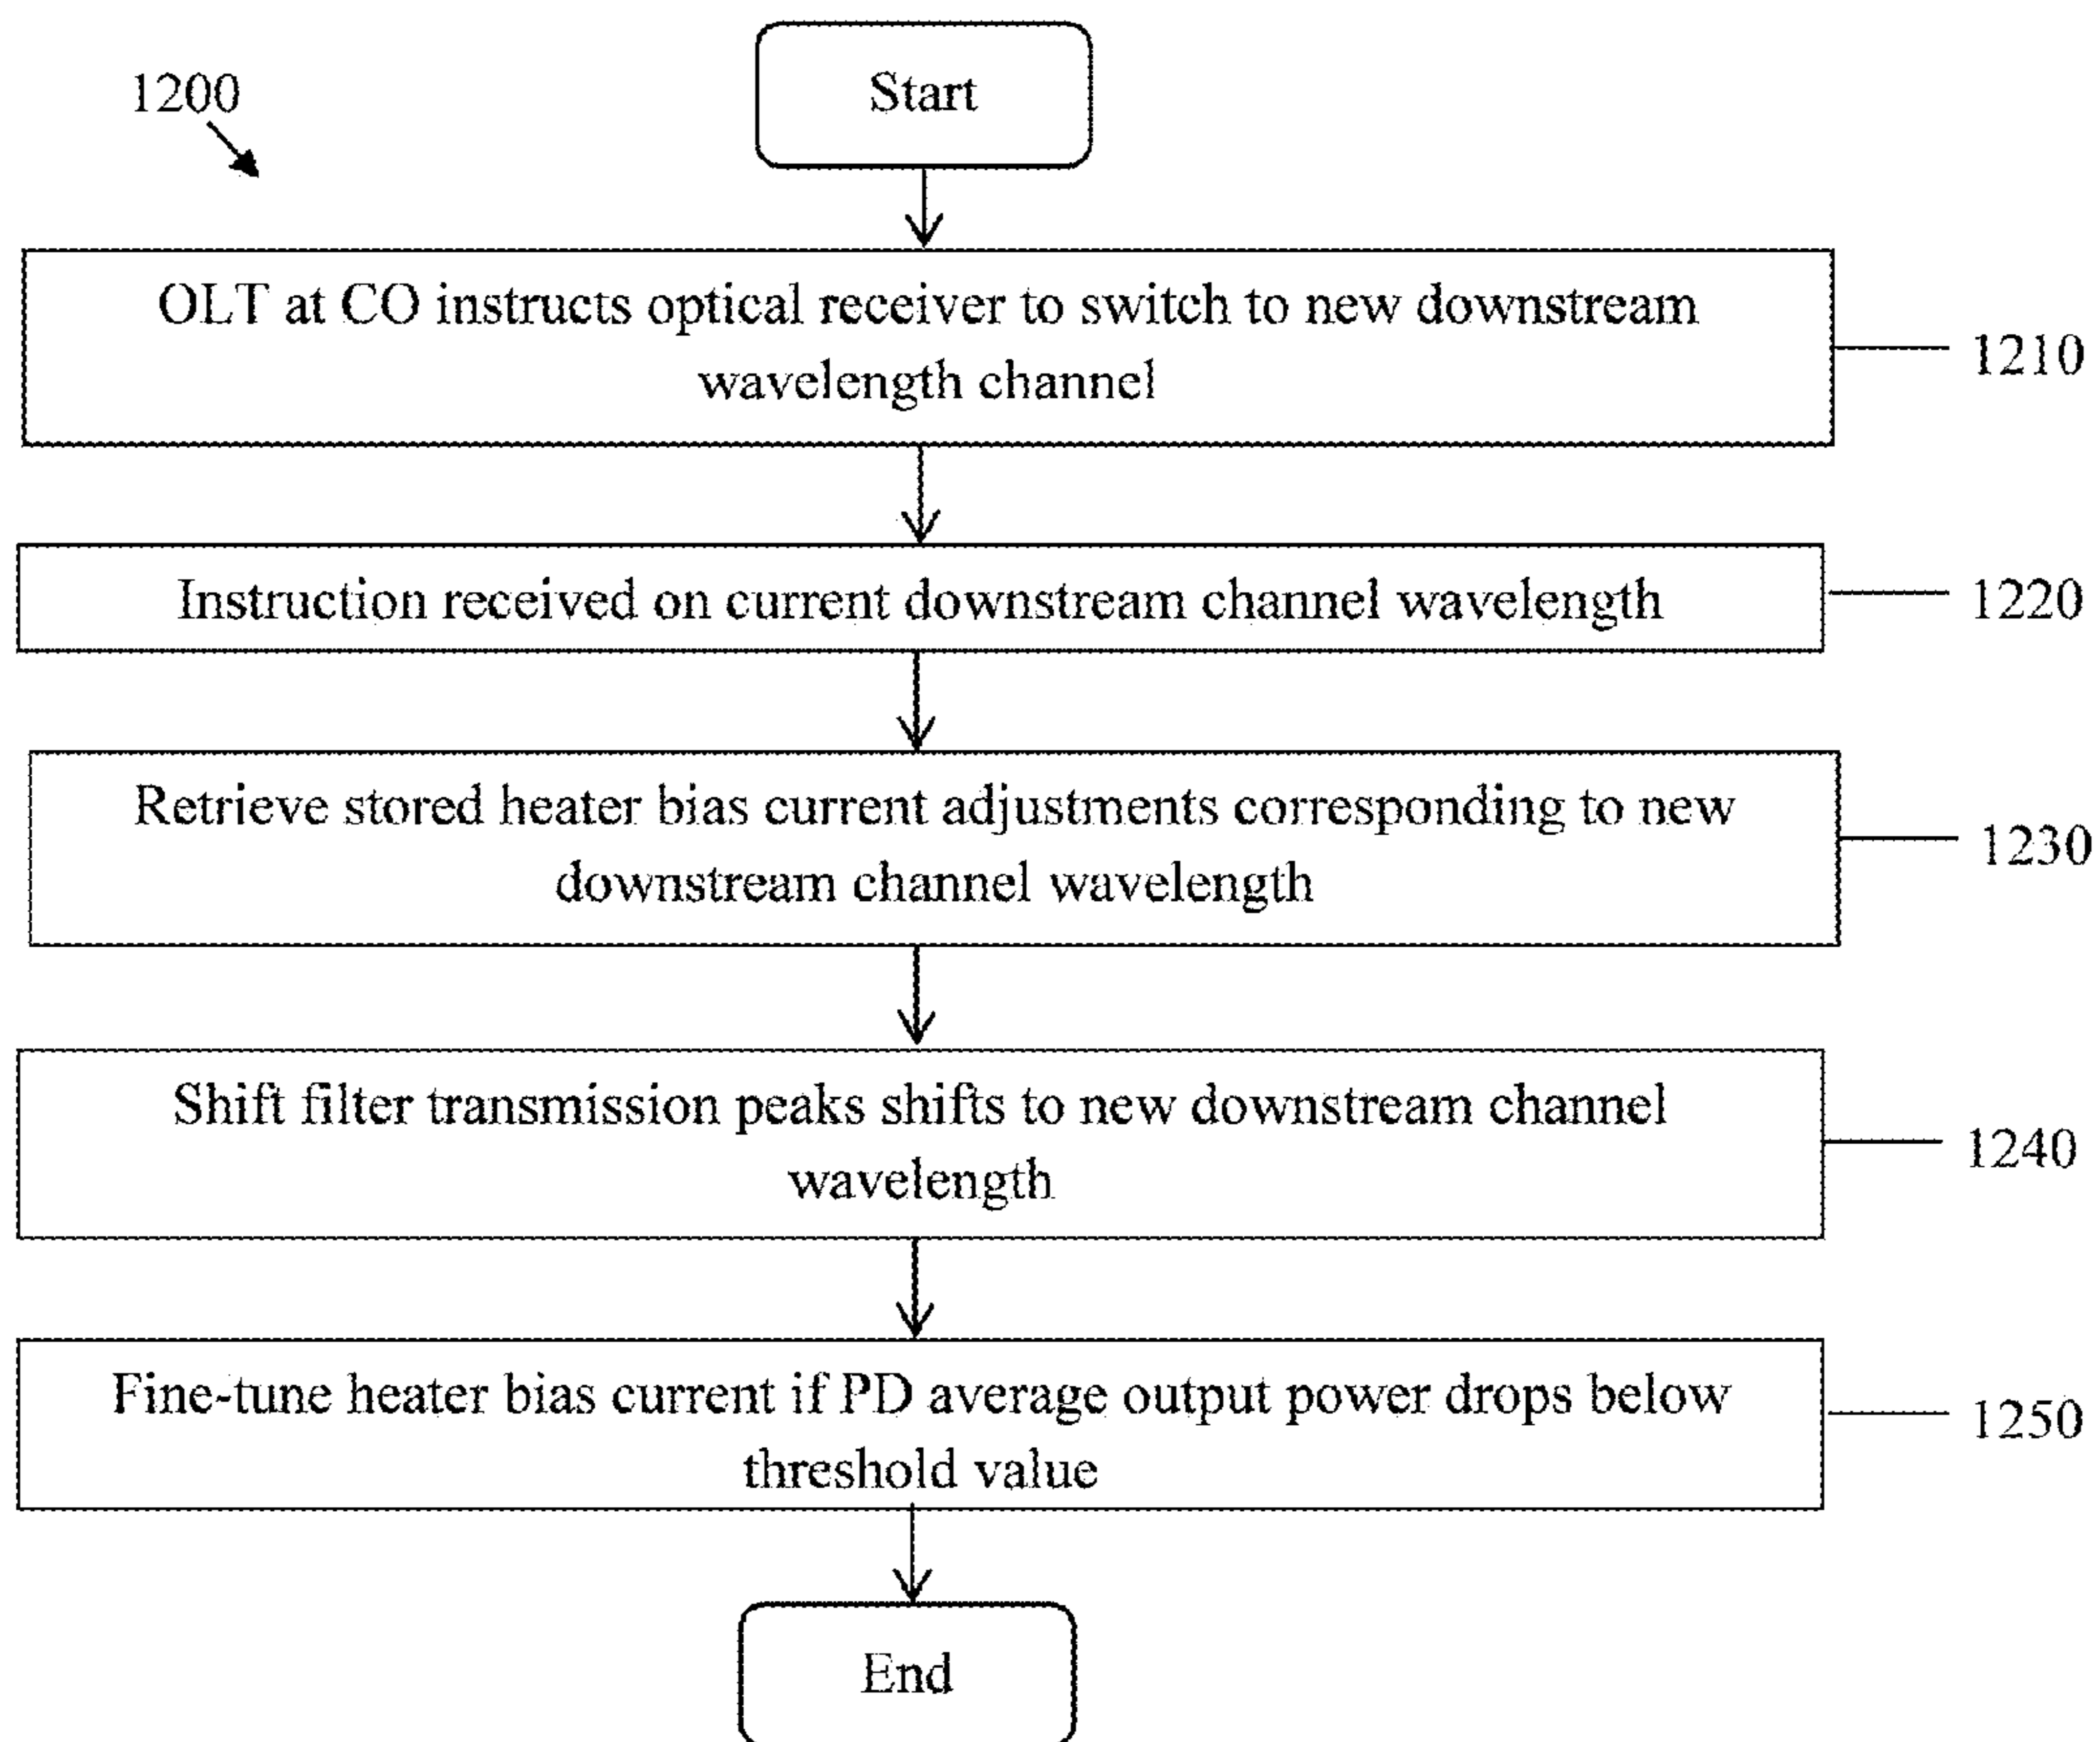 1200
Start
OLT at CO instructs optical receiver to switch to new downstream
wavelength channel
1210
Instruction received on current downstream channel wavelength
1220
Retrieve stored heater bias current adjustments corresponding to new
downstream channel wavelength
1230
Shift filter transmission peaks shifts to new downstream channel
wavelength
1240
Fine-tune heater bias current if PD average output power drops below
threshold value
1250
End